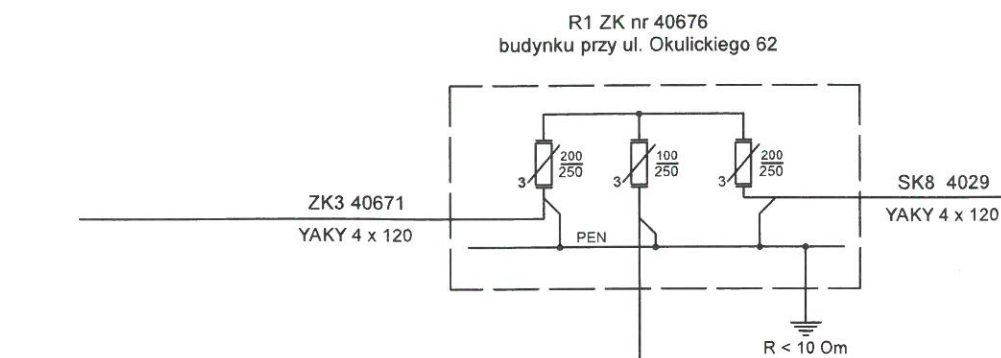 R1 ZK nr 40676
budynku przy ul. Okulickiego 62
200
250
3
100
250
3
200
250
3
ZK3 40671
YAKY 4 x 120
SK8 4029
YAKY 4 x 120
PEN
R < 10 Om